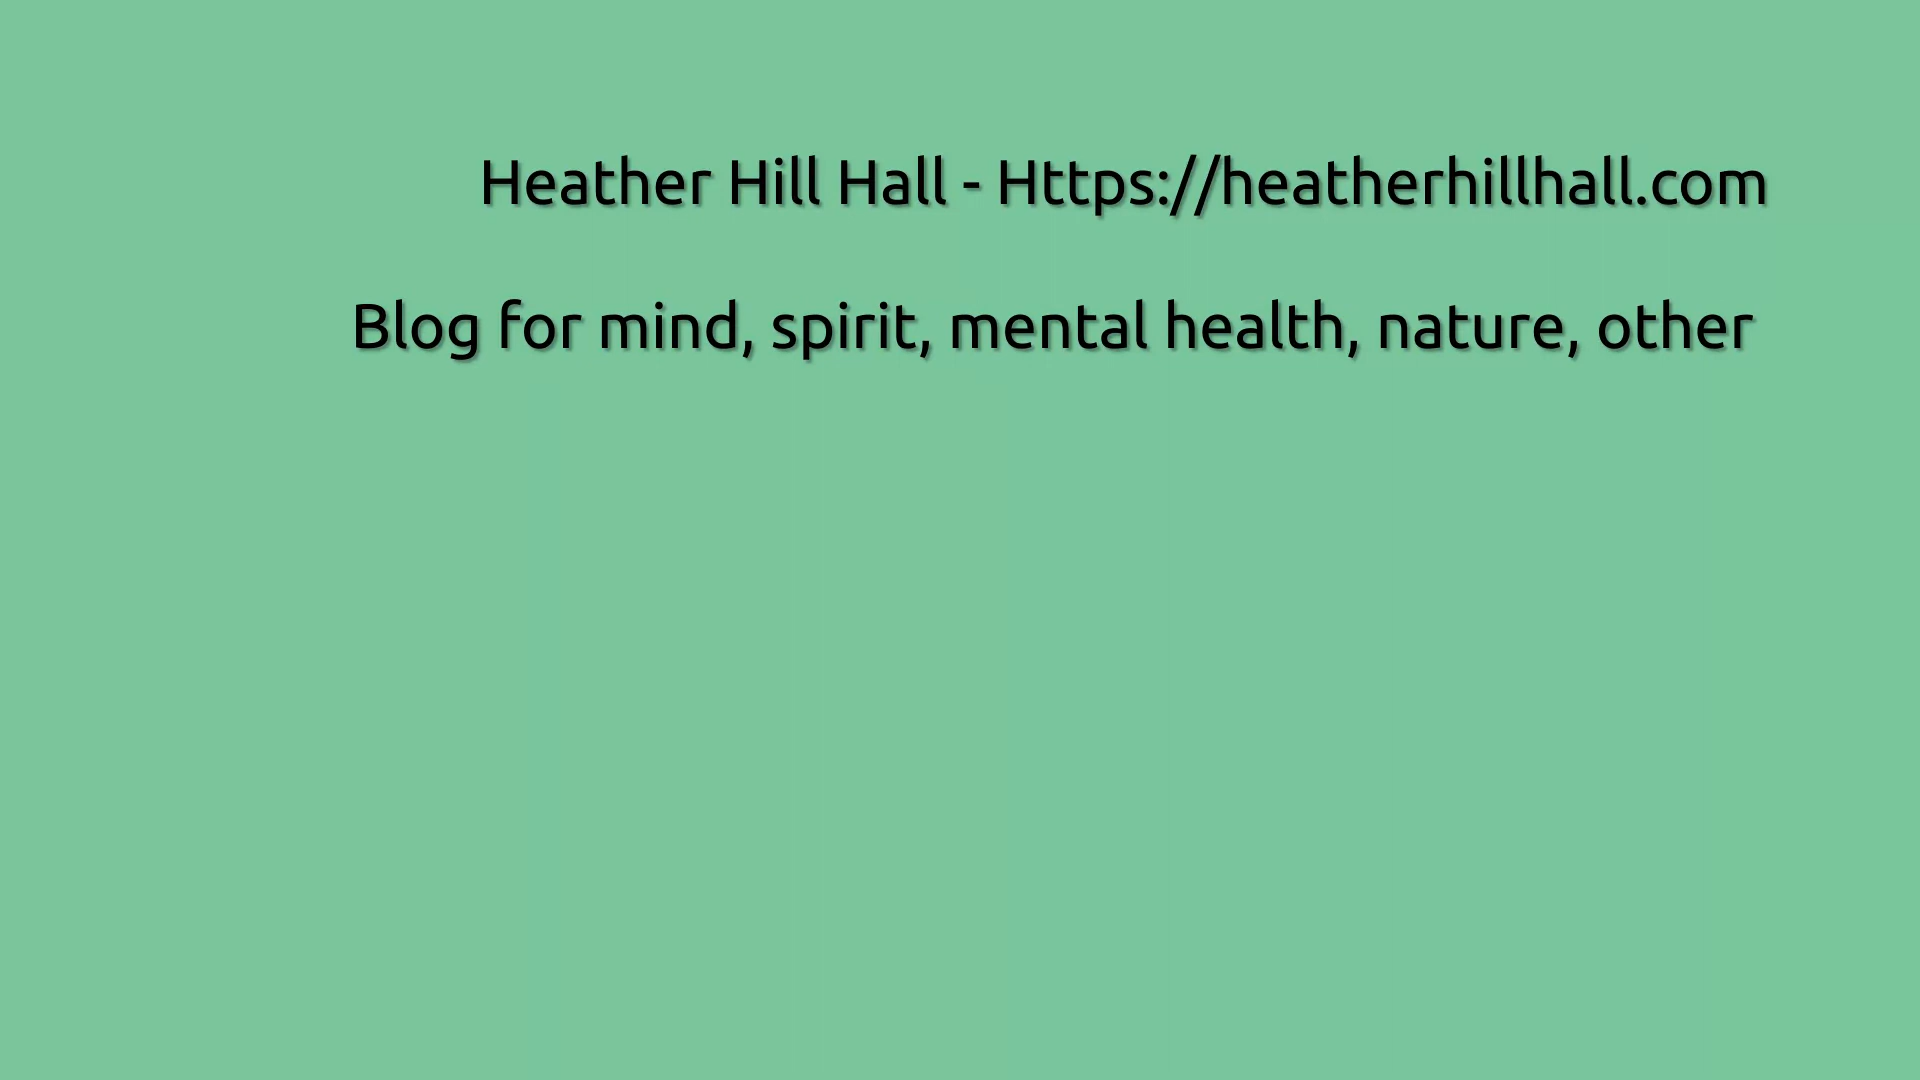 Heather Hill Hall - Https://heatherhillhall.com
Blog for mind, spirit, mental health, nature, other